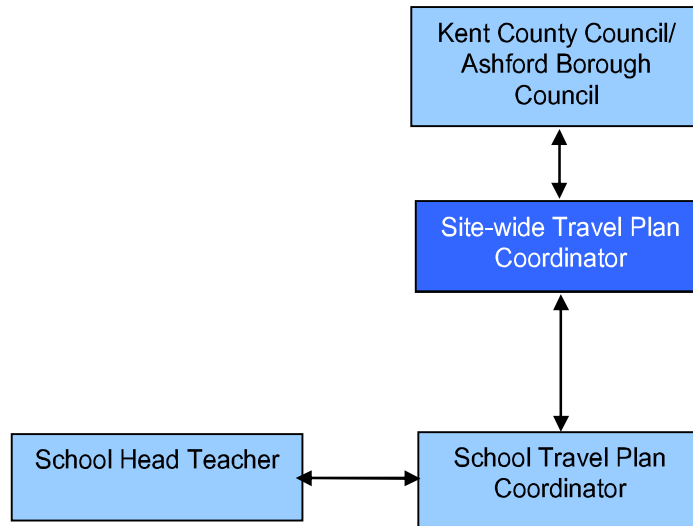 Kent County Council/
Ashford Borough
Council
Site-wide Travel Plan
Coordinator
School Head Teacher
School Travel Plan
Coordinator